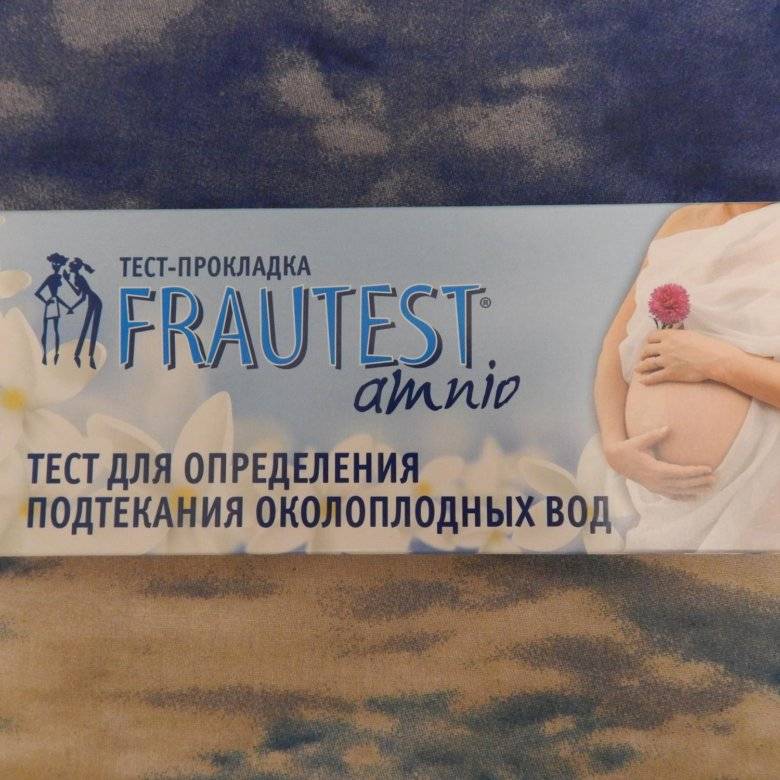 ТЕСТ-ПРОКЛАДКА
FRAUTEST®
amnio
ТЕСТ ДЛЯ ОПРЕДЕЛЕНИЯ
ПОДТЕКАНИЯ ОКОЛОПЛОДНЫХ ВОД